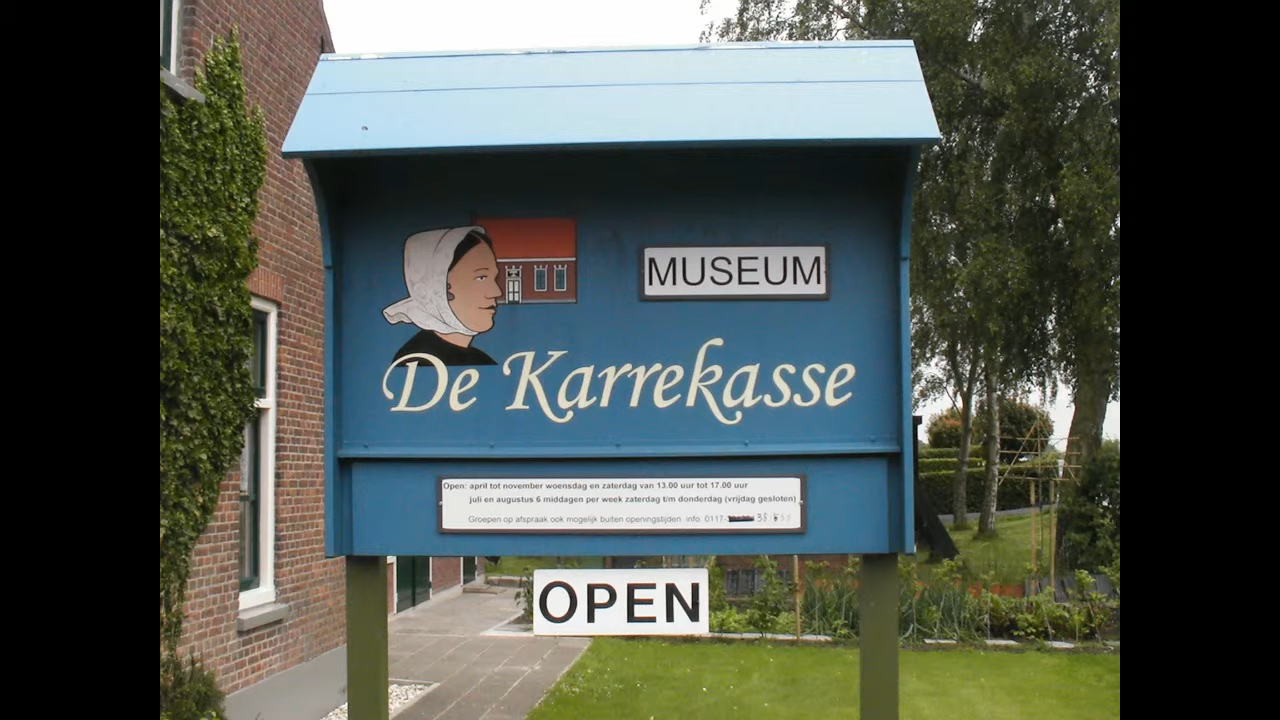 MUSEUM
De Karrekasse
Open: april tot november woensdag en zaterdag van 13.00 uur tot 17.00 uur
juli en augustus 6 middagen per week zaterdag t/m donderdag (vrijdag gesloten)
Groepen op afspraak ook mogelijk buiten openingstijden info: 0117-
OPEN